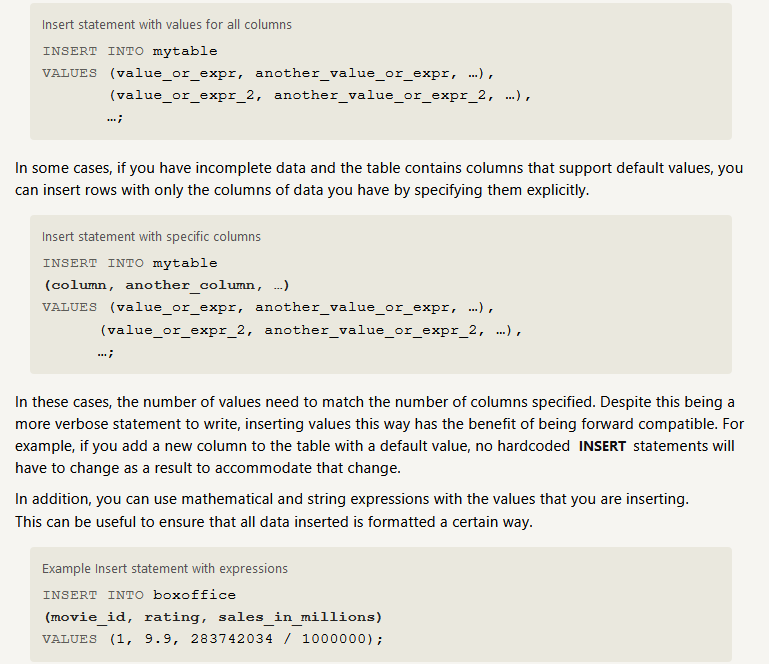 Insert statement with values for all columns
INSERT INTO mytable
VALUES (value_or_expr, another_value_or_expr, …),
(value_or_expr_2, another_value_or_expr_2, …),
…;
In some cases, if you have incomplete data and the table contains columns that support default values, you
can insert rows with only the columns of data you have by specifying them explicitly.
Insert statement with specific columns
INSERT INTO mytable
(column, another_column, …)
VALUES (value_or_expr, another_value_or_expr, …),
(value_or_expr_2, another_value_or_expr_2, …),
…;
In these cases, the number of values need to match the number of columns specified. Despite this being a
more verbose statement to write, inserting values this way has the benefit of being forward compatible. For
example, if you add a new column to the table with a default value, no hardcoded INSERT statements will
have to change as a result to accommodate that change.
In addition, you can use mathematical and string expressions with the values that you are inserting.
This can be useful to ensure that all data inserted is formatted a certain way.
Example Insert statement with expressions
INSERT INTO boxoffice
(movie_id, rating, sales_in_millions)
VALUES (1, 9.9, 283742034 / 1000000);